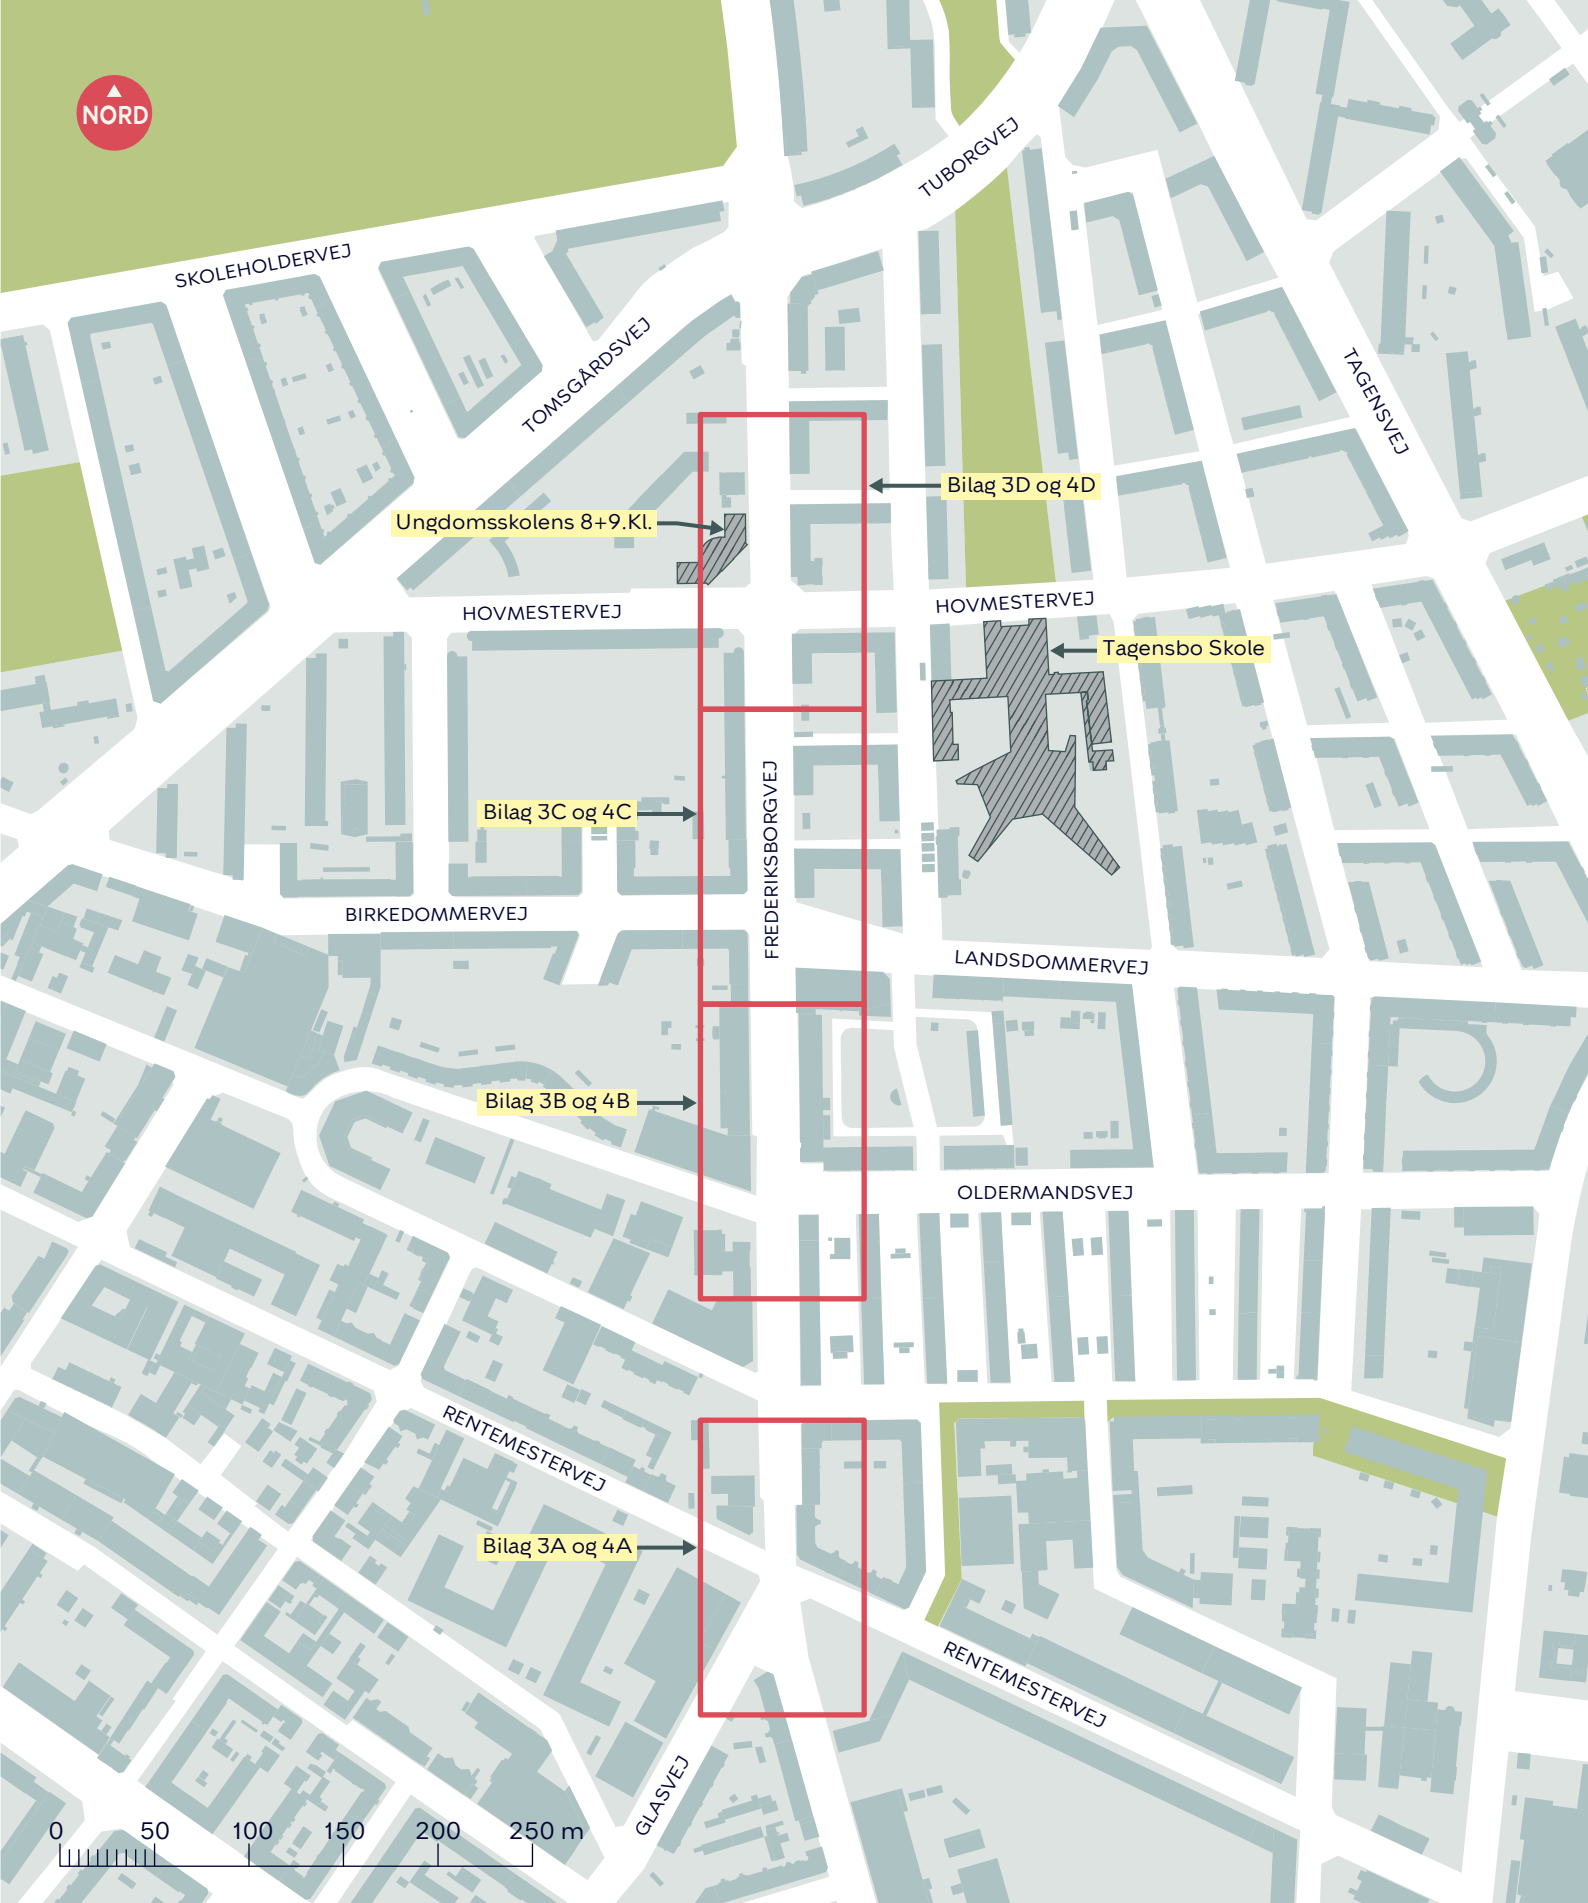 NORD
TUBORGVEJ
SKOLEHOLDERVEJ
TOMSGÅRDSVEJ
TAGENSVEJ
Bilag 3D og 4D
Ungdomsskolens 8+9.Kl.
HOVMESTERVEJ
HOVMESTERVEJ
Tagensbo Skole
FREDERIKSBORGVEJ
Bilag 3C og 4C
BIRKEDOMMERVEJ
LANDSDOMMERVEJ
Bilag 3B og 4B
OLDERMANDSVEJ
RENTEMESTERVEJ
Bilag 3A og 4A
RENTEMESTERVEJ
GLASVEJ
0 50 100 150 200 250 m